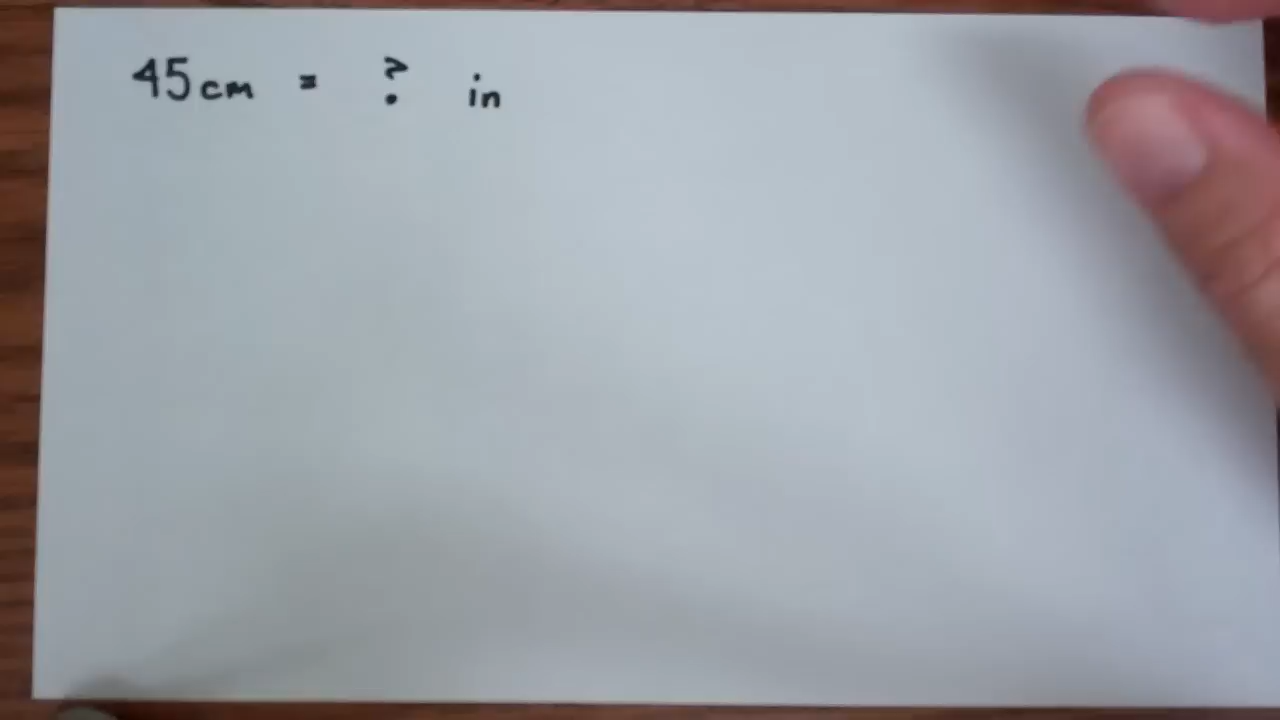 45cm = ? in